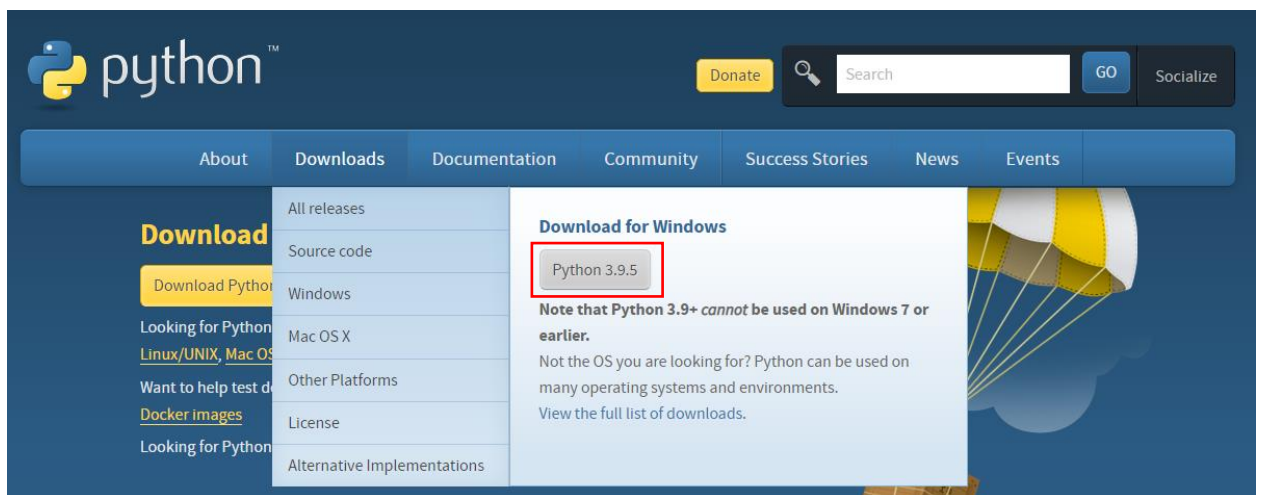 python™
Donate
Search
GO
Socialize
About
Downloads
Documentation
Community
Success Stories
News
Events
All releases
Source code
Windows
Mac OS X
Other Platforms
License
Alternative Implementations
Download for Windows
Python 3.9.5
Note that Python 3.9+ cannot be used on Windows 7 or
earlier.
Not the OS you are looking for? Python can be used on
many operating systems and environments.
View the full list of downloads.
Download
Download
Looking for Python
Linux/UNIX, Mac
Want to help test
Docker images
Looking for Python